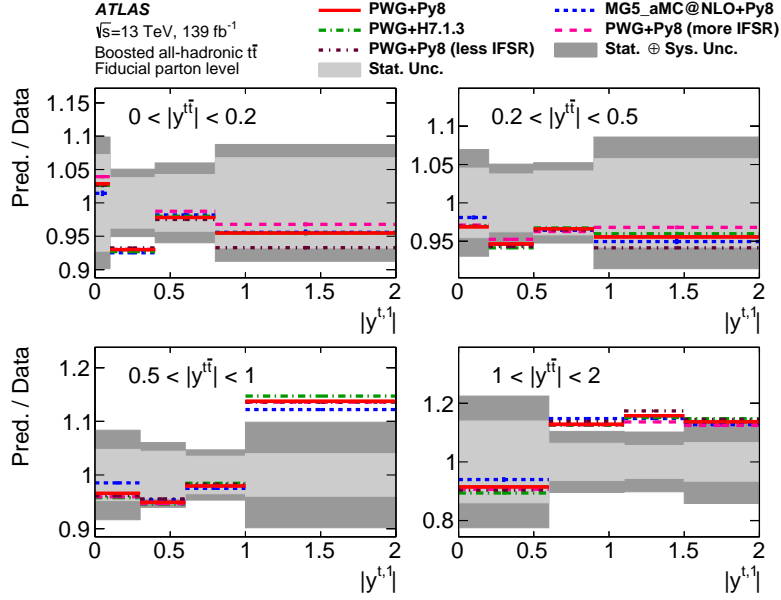 ATLAS
√s=13 TeV, 139 fb⁻¹
Boosted all-hadronic tt̄
Fiducial parton level
PWG+Py8
MG5_aMC@NLO+Py8
PWG+H7.1.3
PWG+Py8 (more IFSR)
PWG+Py8 (less IFSR)
Stat. ⊕ Sys. Unc.
Stat. Unc.
Pred. / Data
0 < |y^{tt̄}| < 0.2
1.15
1.1
1.05
1
0.95
0.9
0 0.5 1 1.5 2
|y^{t,1}|
0.2 < |y^{tt̄}| < 0.5
1.1
1.05
1
0.95
0 0.5 1 1.5 2
|y^{t,1}|
Pred. / Data
0.5 < |y^{tt̄}| < 1
1.2
1.1
1
0.9
0 0.5 1 1.5 2
|y^{t,1}|
1 < |y^{tt̄}| < 2
1.2
1
0.8
0 0.5 1 1.5 2
|y^{t,1}|